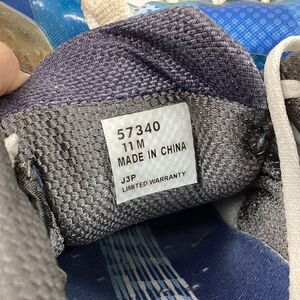 57340
11 M
MADE IN CHINA
J3P
LIMITED WARRANTY